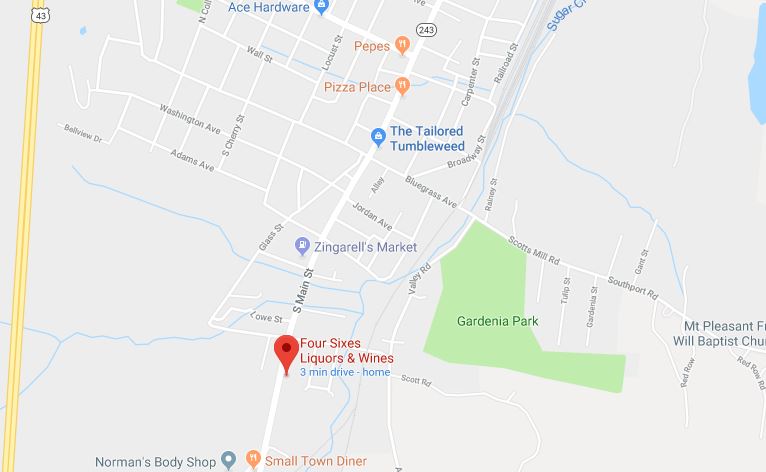 43
Ace Hardware
N Coll
243
Pepes
Sugar Cr
Locust St
Wall St
Railroad St
Pizza Place
Carpenter St
Washington Ave
S Cherry St
The Tailored
Tumbleweed
Bellview Dr
Adams Ave
Broadway St
Alley
Bluegrass Ave
Rainey St
Jordan Ave
Glass St
Zingarell's Market
Scotts Mill Rd
Gant St
Valley Rd
S Main St
Southport Rd
Tulip St
Gardenia St
Lowe St
Gardenia Park
Mt Pleasant Fr
Will Baptist Chur
Four Sixes
Liquors & Wines
3 min drive - home
Scott Rd
Red Row
Red Row Rd
Norman's Body Shop
Small Town Diner
A